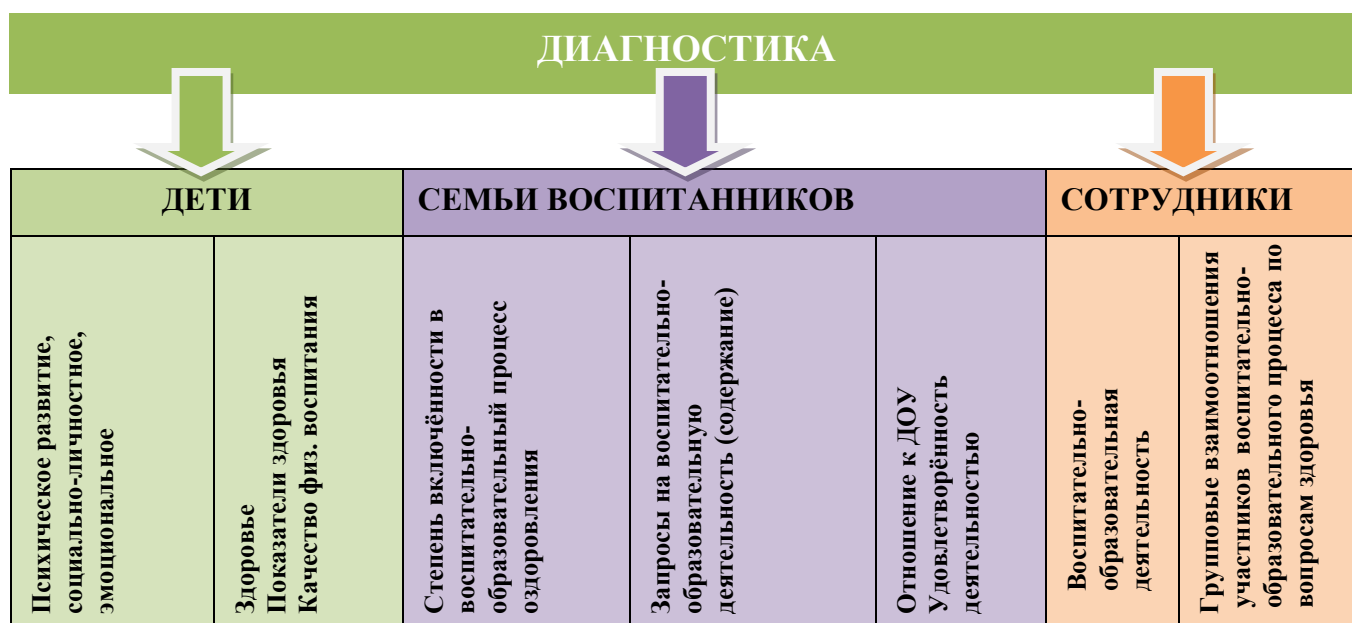 ДИАГНОСТИКА
ДЕТИ
СЕМЬИ ВОСПИТАННИКОВ
СОТРУДНИКИ
Психическое развитие,
социально-личностное,
эмоциональное
Здоровье
Показатели здоровья
Качество физ. воспитания
Степень включённости в
воспитательно-
образовательный процесс
оздоровления
Запросы на воспитательно-
образовательную
деятельность (содержание)
Отношение к ДОУ
Удовлетворённость
деятельностью
Воспитательно-
образовательная
деятельность
Групповые взаимоотношения
участников воспитательно-
образовательного процесса по
вопросам здоровья